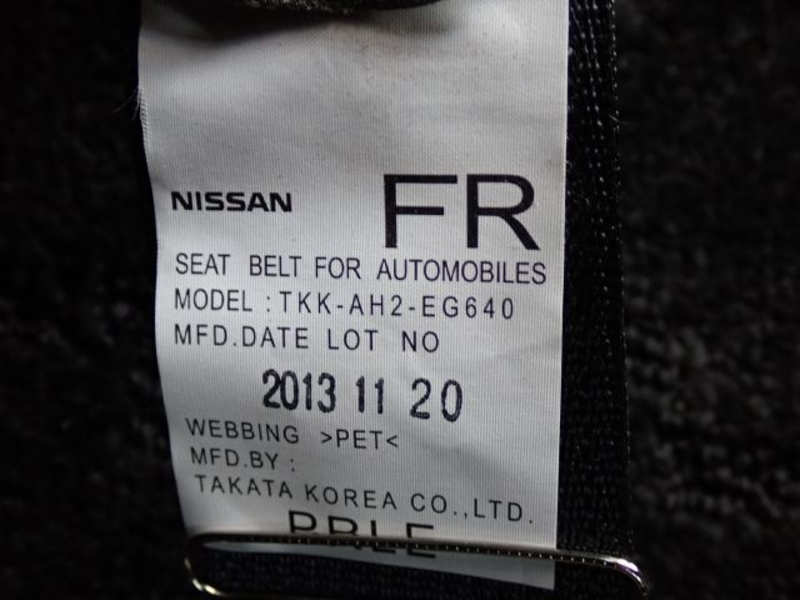 NISSAN FR
SEAT BELT FOR AUTOMOBILES
MODEL : TKK-AH2-EG640
MFD.DATE LOT NO
2013 11 20
WEBBING >PET<
MFD.BY :
TAKATA KOREA CO.,LTD.